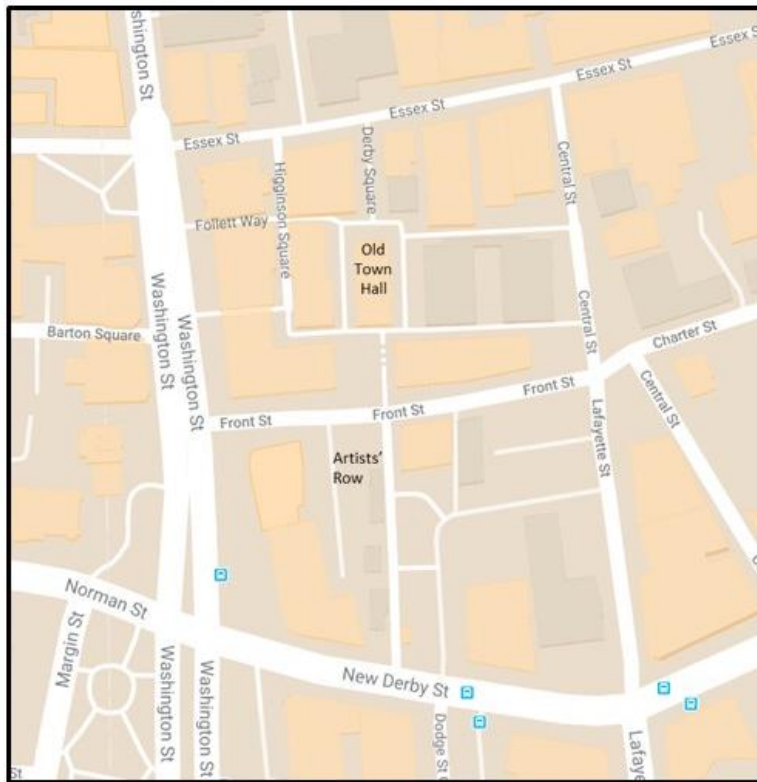 Washington St
Essex St
Essex St
Essex St
Essex St
Derby Square
Central St
Higginson Square
Follett Way
Old
Town
Hall
Washington St
Washington St
Central St
Barton Square
Charter St
Front St
Front St
Front St
Central St
Lafayette St
Artists'
Row
Norman St
Margin St
New Derby St
Washington St
Washington St
Dodge St
St